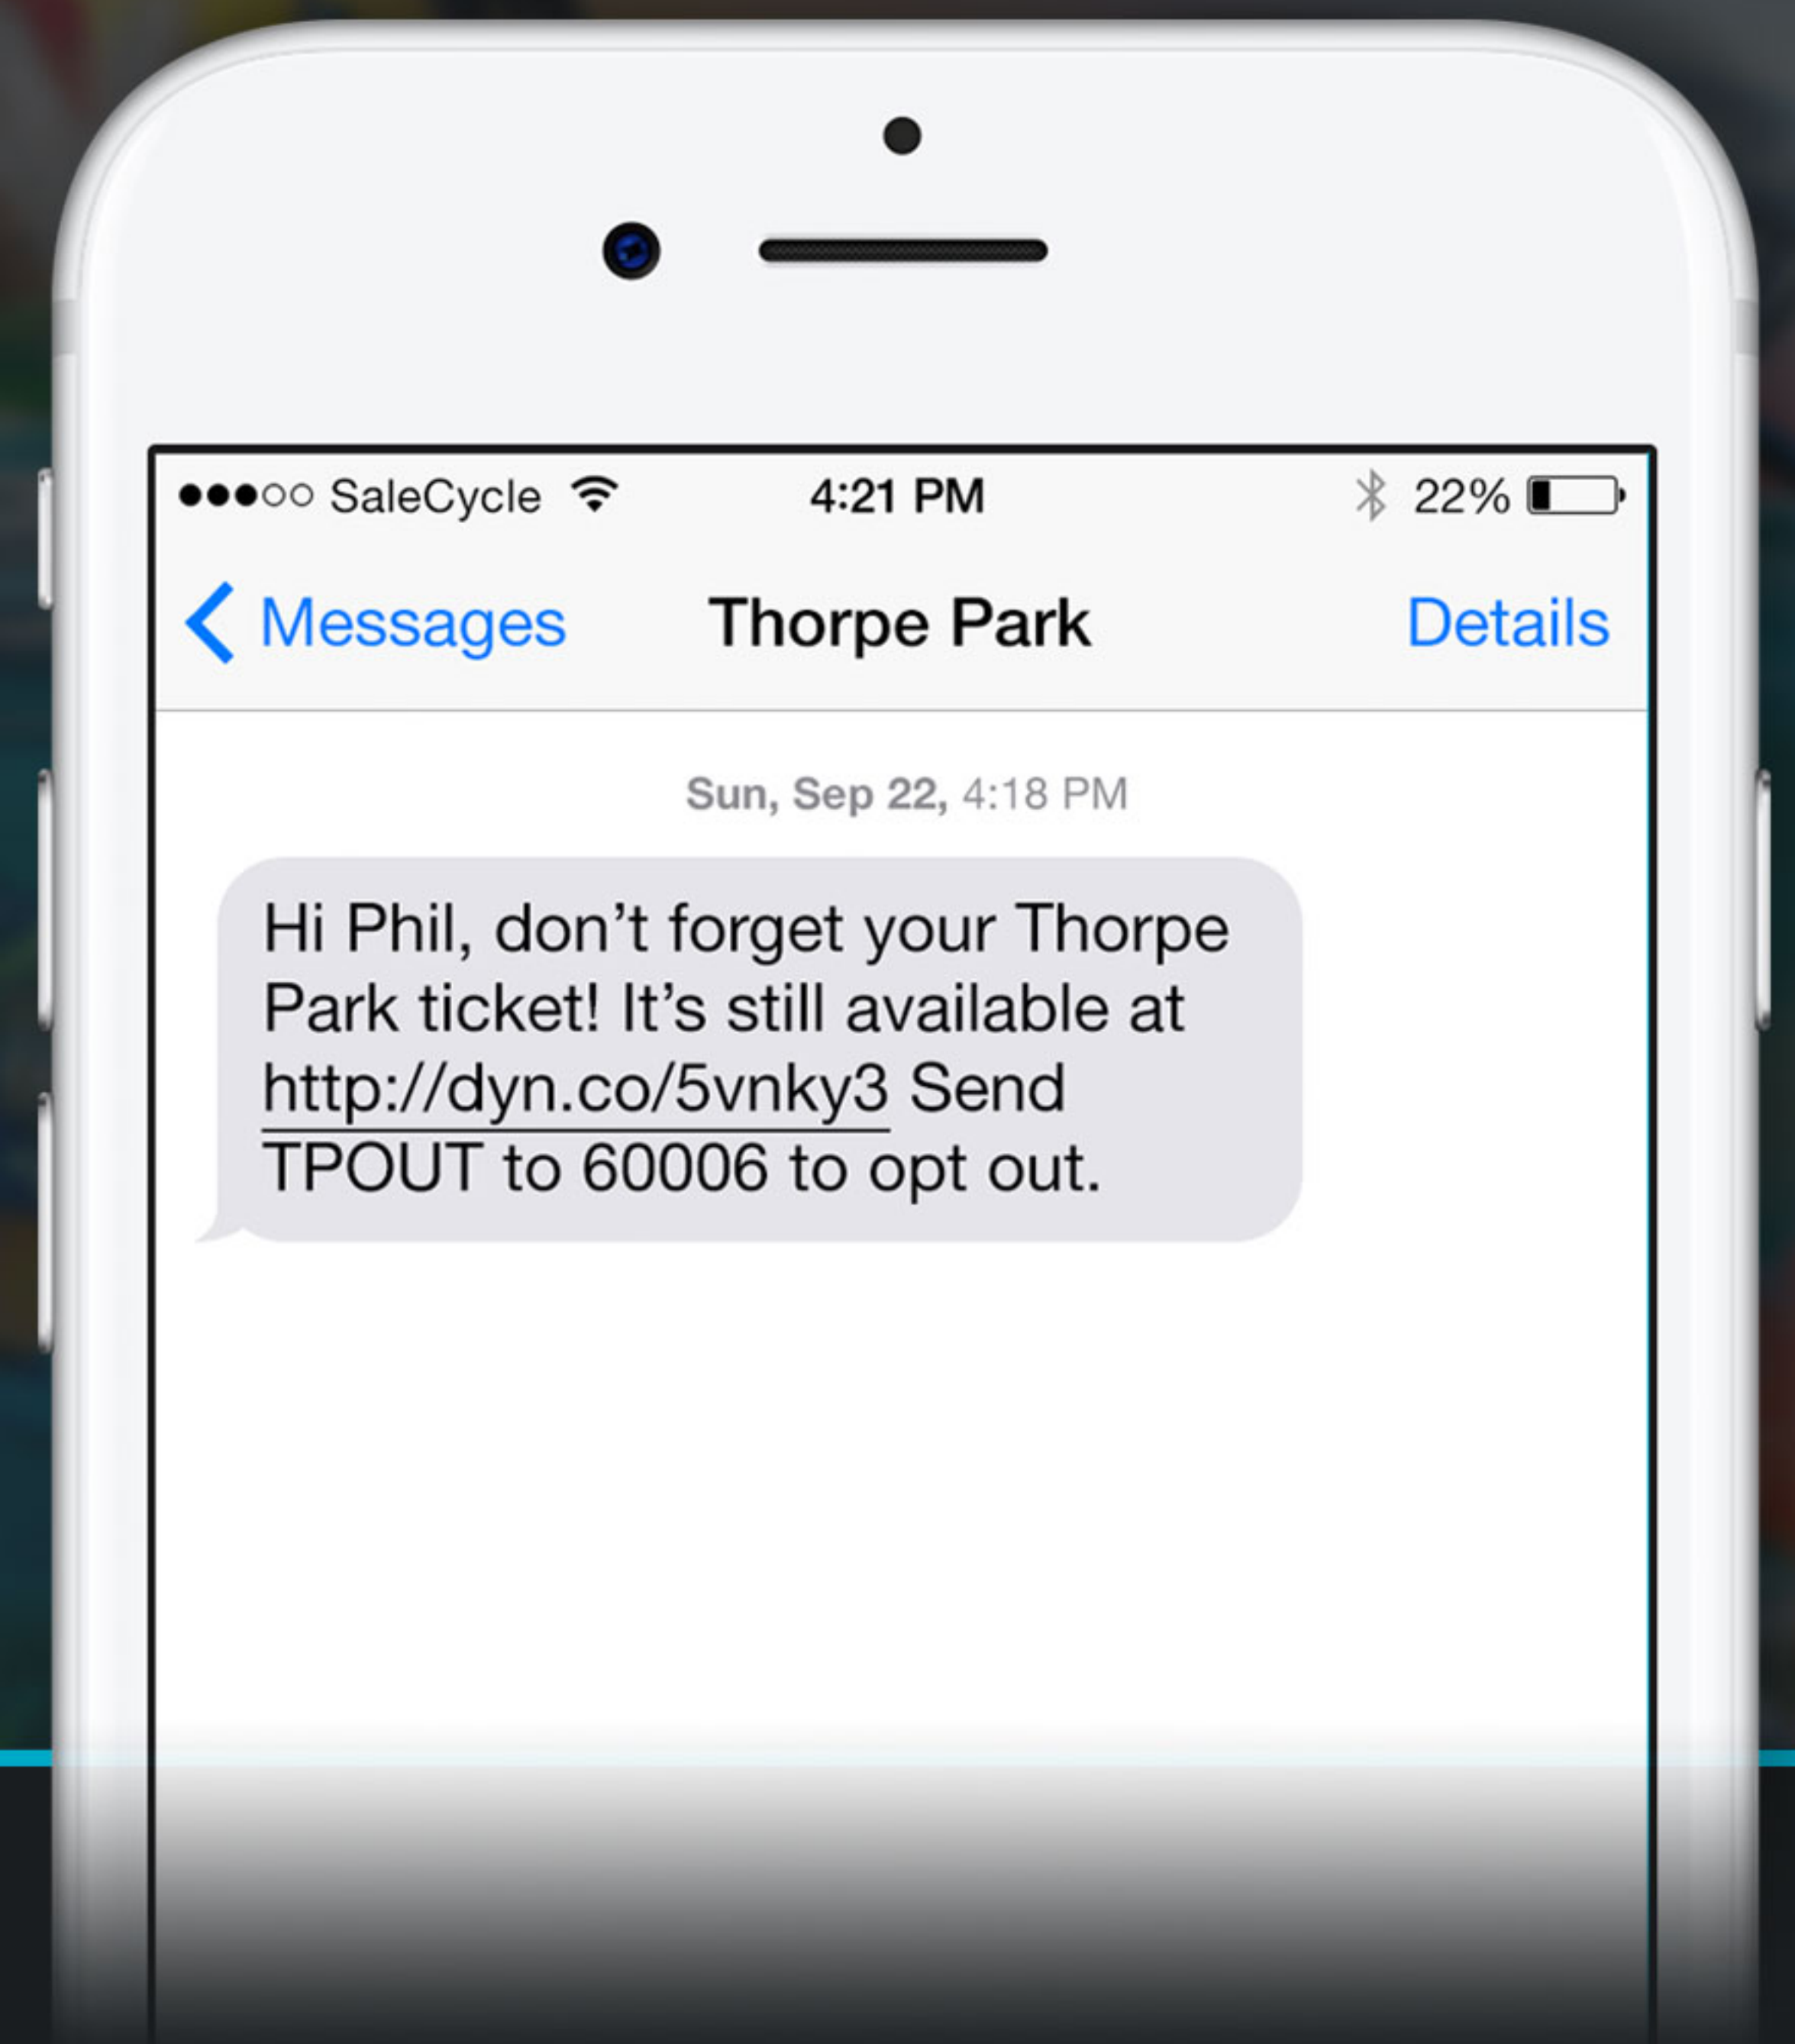 SaleCycle 4:21 PM 22%
Messages Thorpe Park Details
Sun, Sep 22, 4:18 PM
Hi Phil, don’t forget your Thorpe
Park ticket! It’s still available at
http://dyn.co/5vnky3 Send
TPOUT to 60006 to opt out.